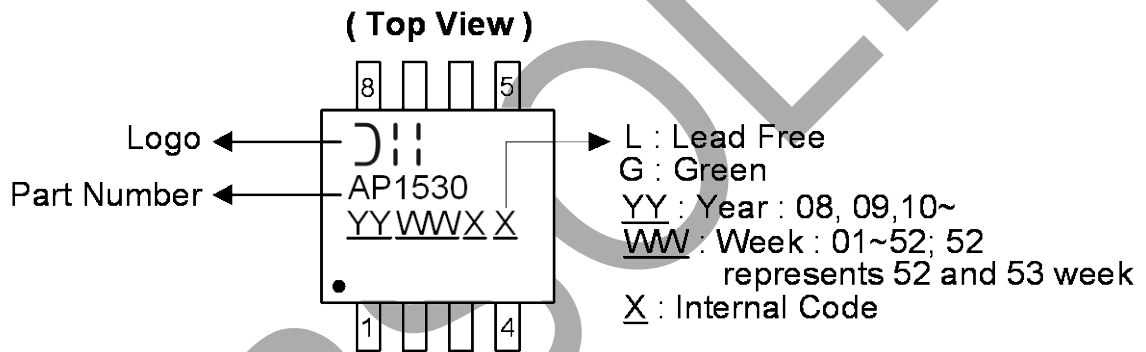 ( Top View )
8 5
Logo
Part Number
AP1530
YYWWX X
1 4
L : Lead Free
G : Green
YY : Year : 08, 09,10~
WW : Week : 01~52; 52
represents 52 and 53 week
X : Internal Code